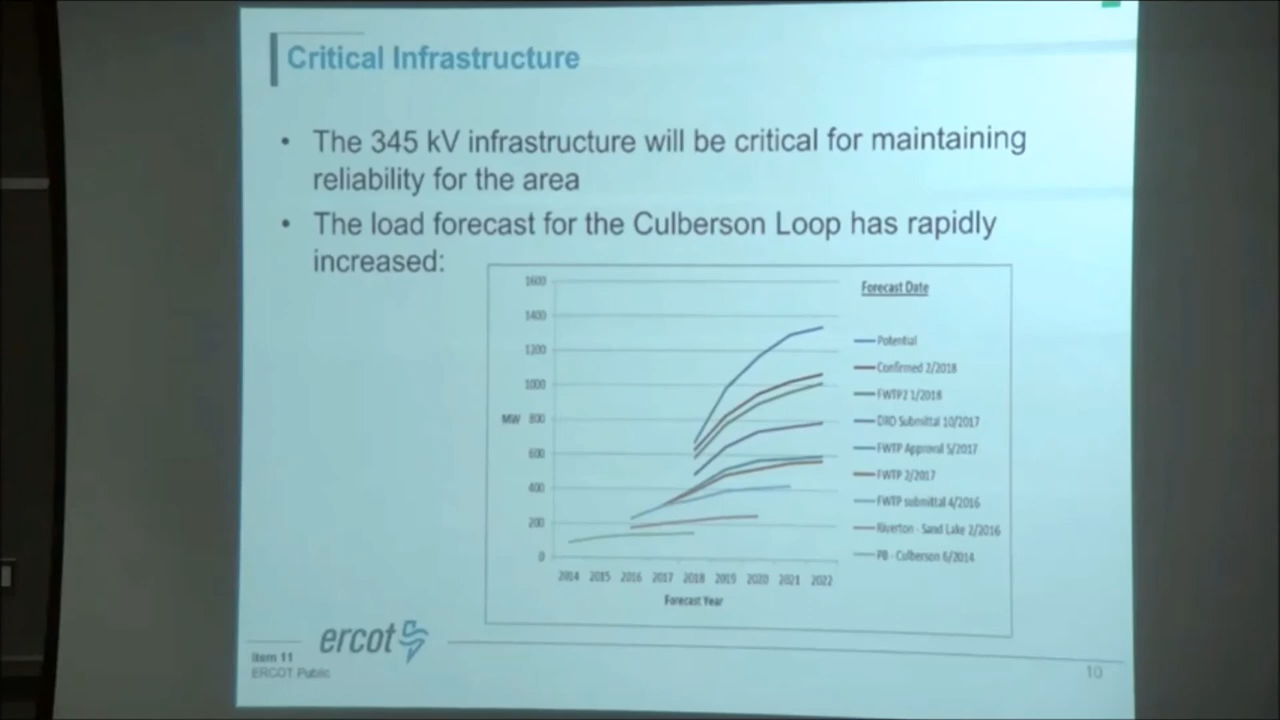 Critical Infrastructure
• The 345 kV infrastructure will be critical for maintaining
reliability for the area
• The load forecast for the Culberson Loop has rapidly
increased:
1600
1400
1200
1000
MW 800
600
400
200
0
2014 2015 2016 2017 2018 2019 2020 2021 2022
Forecast Year
Forecast Date
Potential
Confirmed 2/2018
FWTP2 1/2018
DRD Submittal 10/2017
FWTP Approval 5/2017
FWTP 2/2017
FWTP submittal 4/2016
Riverton - Sand Lake 2/2016
PB - Culberson 6/2014
ercot
Item 11
ERCOT Public
10